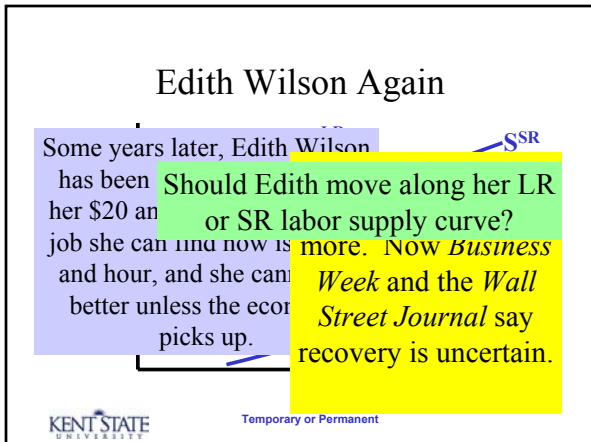 Edith Wilson Again
S^SR
Some years later, Edith Wilson
has been
her $20 an
job she can find now is
and hour, and she can
better unless the econ
picks up.
Should Edith move along her LR
or SR labor supply curve?
more. Now Business
Week and the Wall
Street Journal say
recovery is uncertain.
KENT STATE
UNIVERSITY
Temporary or Permanent